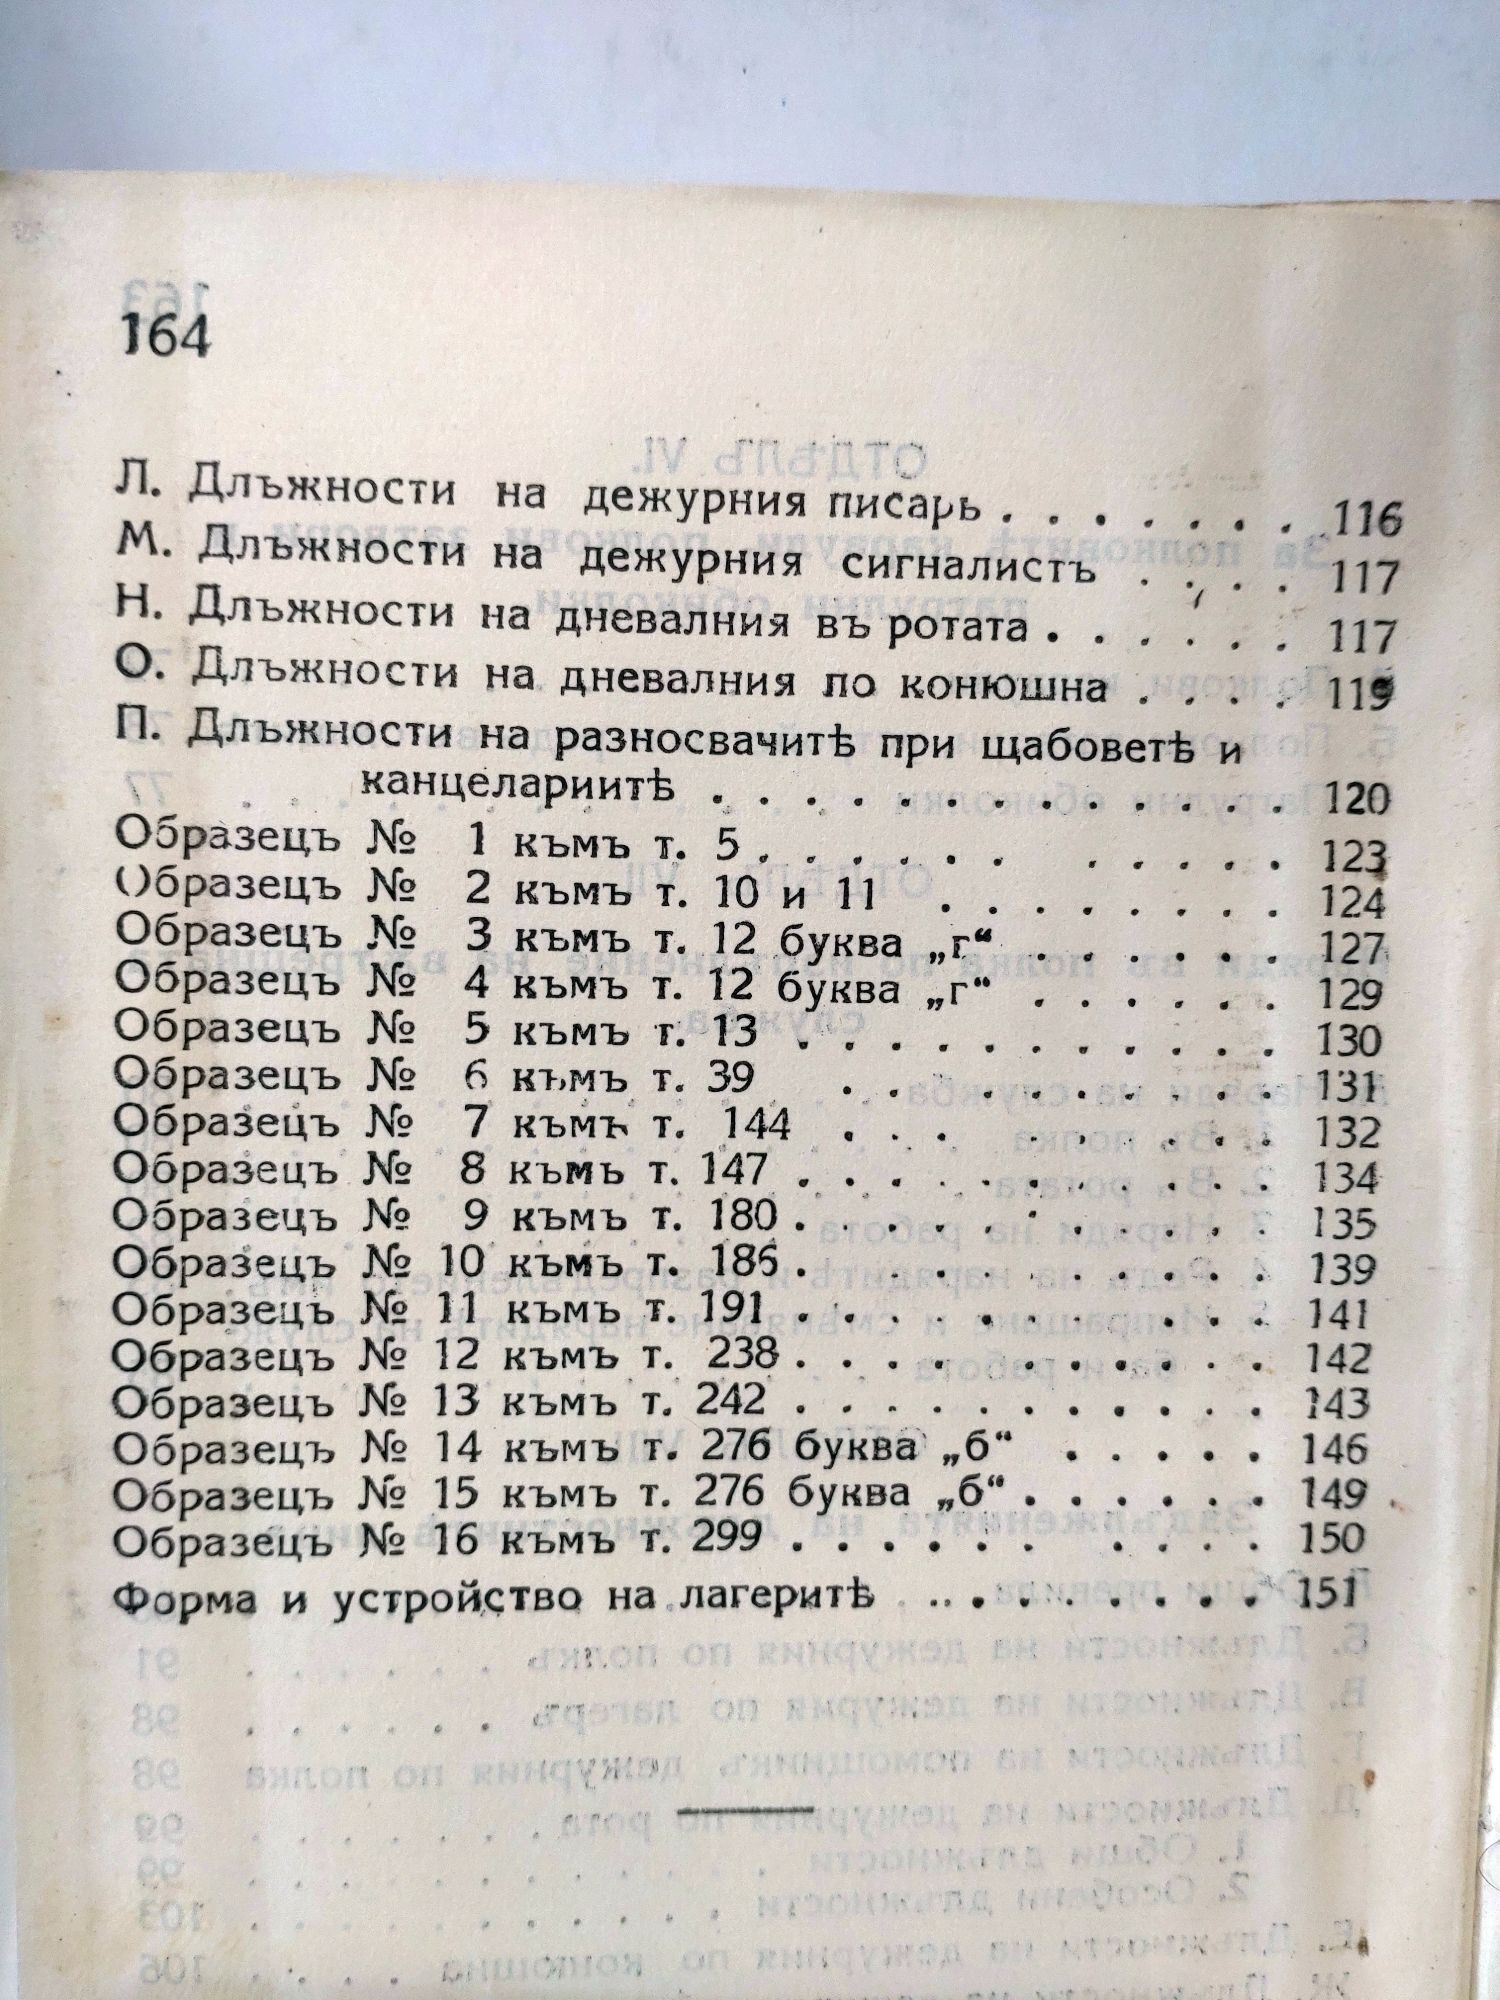 164
Л. Длъжности на дежурния писарь . . . . . . . 116
М. Длъжности на дежурния сигналистъ . . . . 117
Н. Длъжности на дневалния въ ротата . . . . . . 117
О. Длъжности на дневалния по конюшна . . . . 119
П. Длъжности на разносвачитѣ при щабоветѣ и
канцелариитѣ . . . . . . . . . . . . . 120
Образецъ № 1 къмъ т. 5 . . . . . . . . . . . 123
Образецъ № 2 къмъ т. 10 и 11 . . . . . . . . 124
Образецъ № 3 къмъ т. 12 буква „г“ . . . . . . 127
Образецъ № 4 къмъ т. 12 буква „г“ . . . . . . 129
Образецъ № 5 къмъ т. 13 . . . . . . . . . . . 130
Образецъ № 6 къмъ т. 39 . . . . . . . . . . 131
Образецъ № 7 къмъ т. 144 . . . . . . . . . 132
Образецъ № 8 къмъ т. 147 . . . . . . . . . . . 134
Образецъ № 9 къмъ т. 180 . . . . . . . . . . . 135
Образецъ № 10 къмъ т. 186 . . . . . . . . . . 139
Образецъ № 11 къмъ т. 191 . . . . . . . . . . . 141
Образецъ № 12 къмъ т. 238 . . . . . . . . . . . 142
Образецъ № 13 къмъ т. 242 . . . . . . . . . . . 143
Образецъ № 14 къмъ т. 276 буква „б“ . . . . . 146
Образецъ № 15 къмъ т. 276 буква „б“ . . . . . . 149
Образецъ № 16 къмъ т. 299 . . . . . . . . . . 150
Форма и устройство на лагеритѣ . . . . . . . . 151